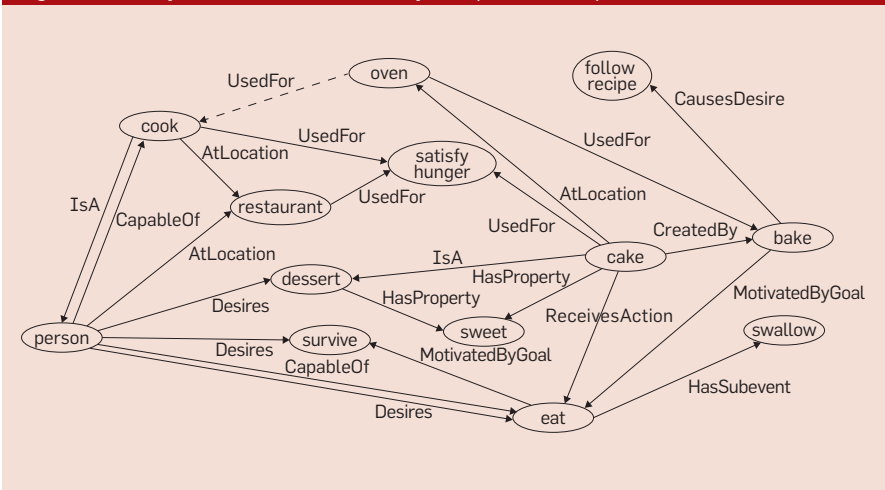 oven
follow
recipe
UsedFor
CausesDesire
cook
UsedFor
UsedFor
AtLocation
satisfy
hunger
IsA
UsedFor
AtLocation
CapableOf
restaurant
UsedFor
CreatedBy
bake
AtLocation
IsA
cake
dessert
HasProperty
HasProperty
MotivatedByGoal
Desires
ReceivesAction
person
survive
sweet
swallow
Desires
MotivatedByGoal
CapableOf
HasSubevent
Desires
eat